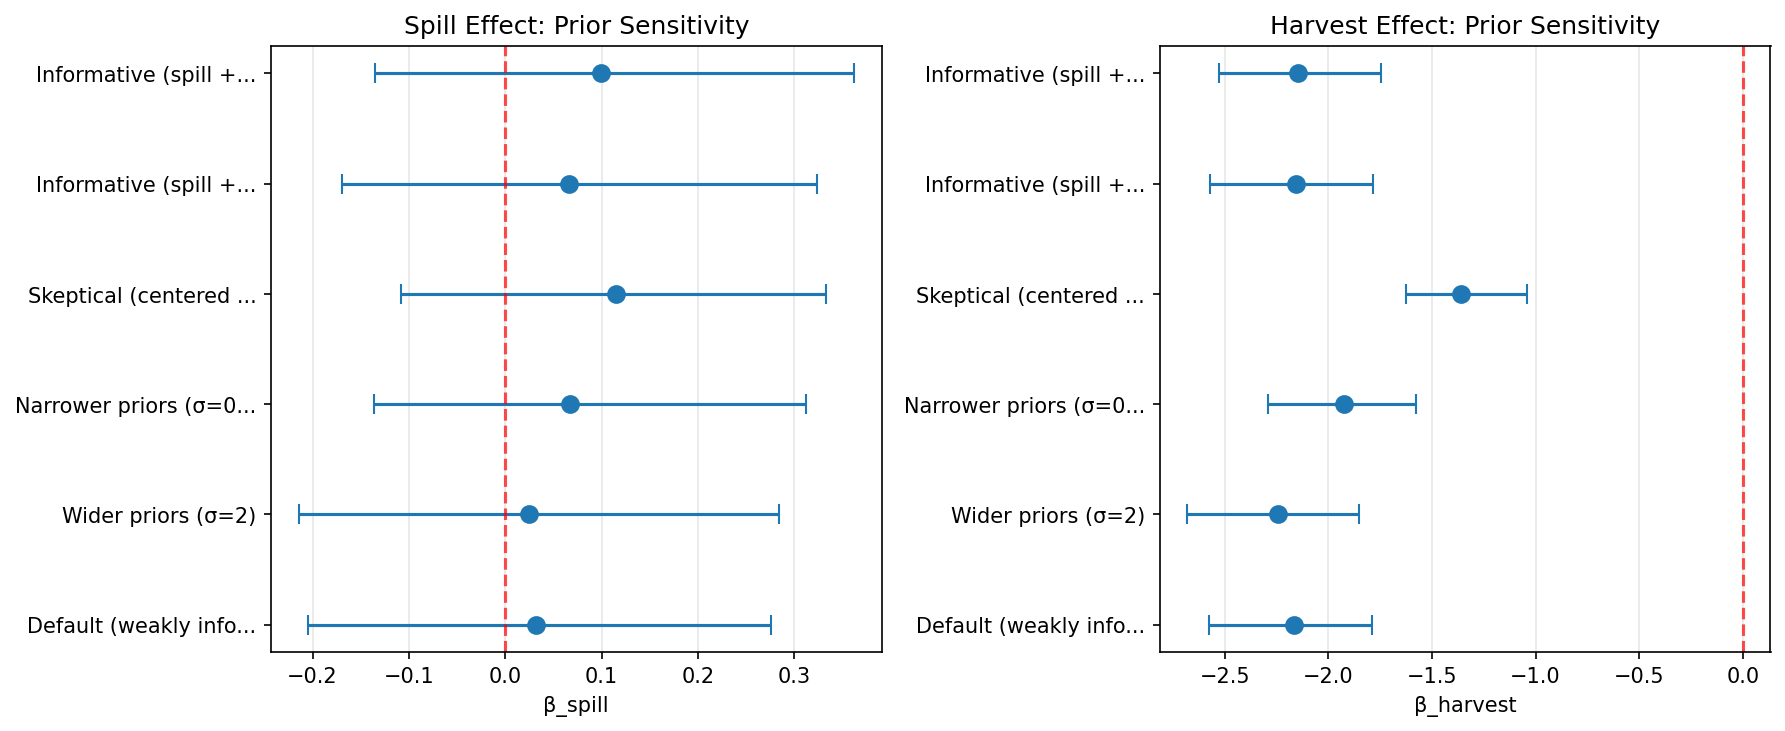 Spill Effect: Prior Sensitivity
Informative (spill +...
Informative (spill +...
Skeptical (centered ...
Narrower priors (σ=0...
Wider priors (σ=2)
Default (weakly info...
−0.2 −0.1 0.0 0.1 0.2 0.3
β_spill
Harvest Effect: Prior Sensitivity
Informative (spill +...
Informative (spill +...
Skeptical (centered ...
Narrower priors (σ=0...
Wider priors (σ=2)
Default (weakly info...
−2.5 −2.0 −1.5 −1.0 −0.5 0.0
β_harvest